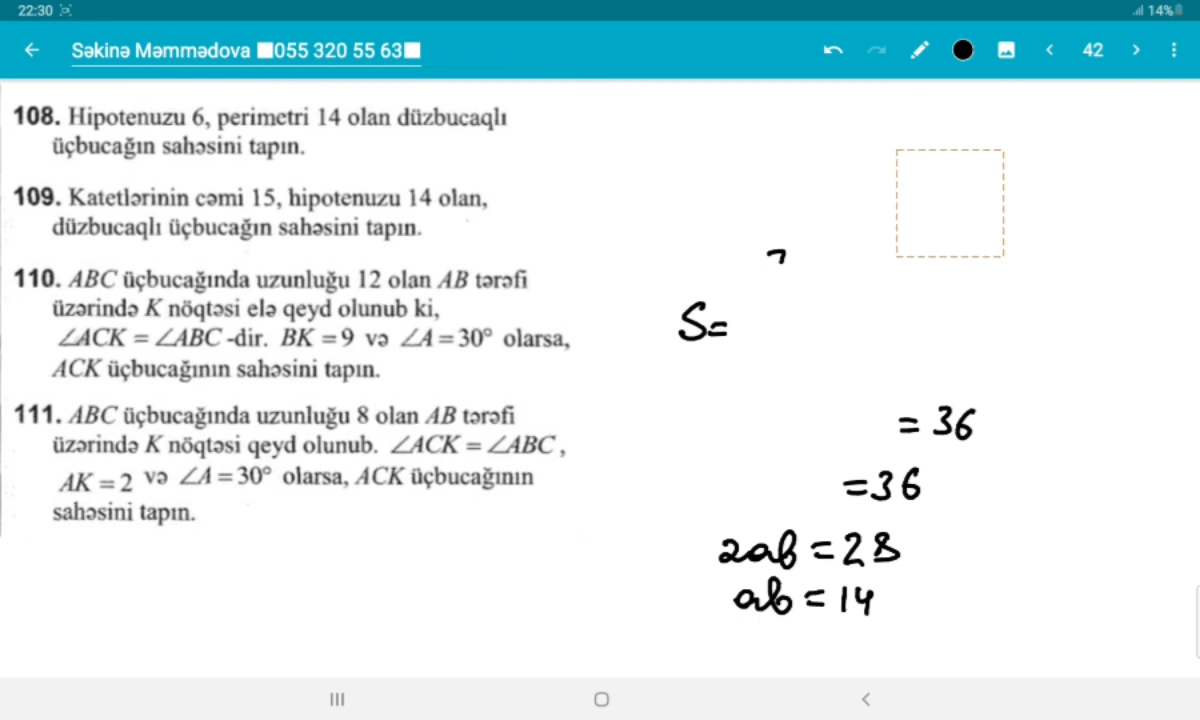 22:30
14%
Səkinə Məmmədova 055 320 55 63
42
108. Hipotenuzu 6, perimetri 14 olan düzbucaqlı
üçbucağın sahəsini tapın.
109. Katetlərinin cəmi 15, hipotenuzu 14 olan,
düzbucaqlı üçbucağın sahəsini tapın.
110. ABC üçbucağında uzunluğu 12 olan AB tərəfi
üzərində K nöqtəsi elə qeyd olunub ki,
∠ACK = ∠ABC -dir. BK = 9 və ∠A = 30° olarsa,
ACK üçbucağının sahəsini tapın.
111. ABC üçbucağında uzunluğu 8 olan AB tərəfi
üzərində K nöqtəsi qeyd olunub. ∠ACK = ∠ABC,
AK = 2 və ∠A = 30° olarsa, ACK üçbucağının
sahəsini tapın.
S=
= 36
=36
2ab = 28
ab = 14